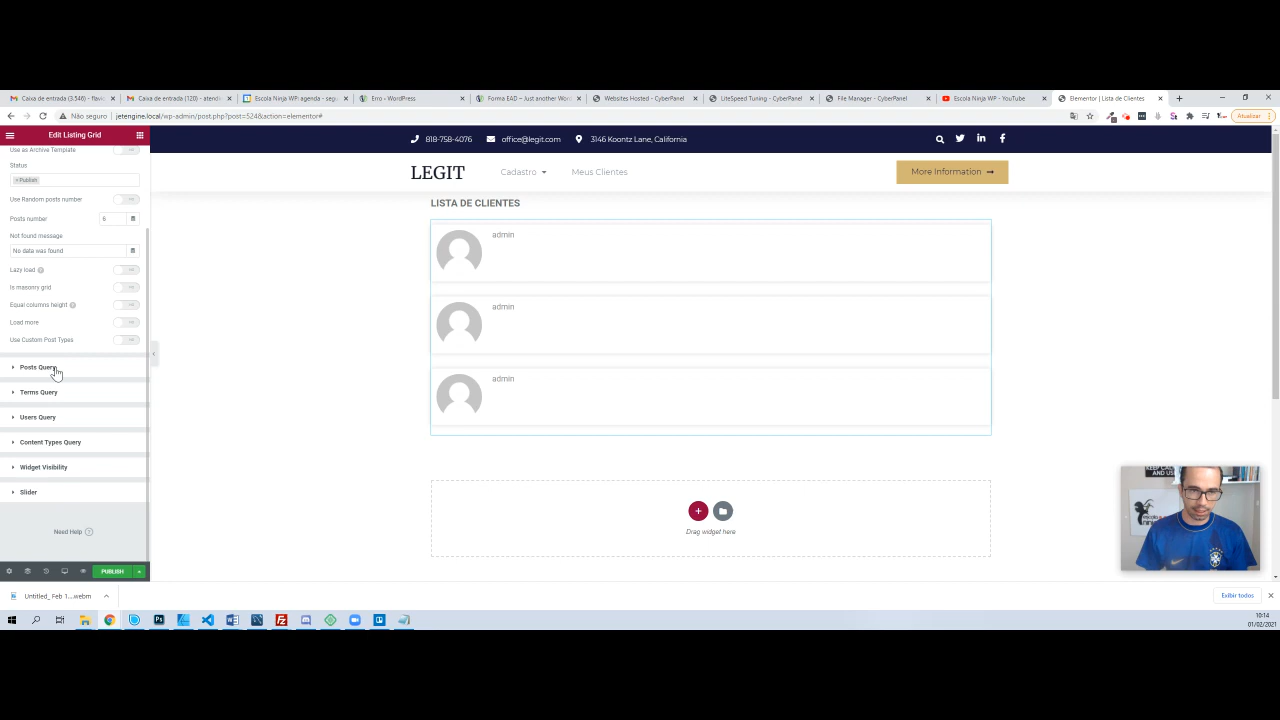 Caixa de entrada (3.546) - flavi
Caixa de entrada (120) - atendi
Escola Ninja WP: agenda - segu
Erro - WordPress
Forma EAD – Just another Wor
Websites Hosted - CyberPanel
LiteSpeed Tuning - CyberPanel
File Manager - CyberPanel
Escola Ninja WP - YouTube
Elementor | Lista de Clientes
Não seguro | jetengine.local/wp-admin/post.php?post=524&action=elementor#
Atualizar
Edit Listing Grid
Use as Archive Template
Status
× Publish
Use Random posts number
Posts number
6
Not found message
No data was found
Lazy load
Is masonry grid
Equal columns height
Load more
Use Custom Post Types
Posts Query
Terms Query
Users Query
Content Types Query
Widget Visibility
Slider
Need Help
PUBLISH
818-758-4076
office@legit.com
3146 Koontz Lane, California
LEGIT
Cadastro
Meus Clientes
More Information
LISTA DE CLIENTES
admin
admin
admin
Drag widget here
Untitled_ Feb 1....webm
Exibir todos
10:14
01/02/2021